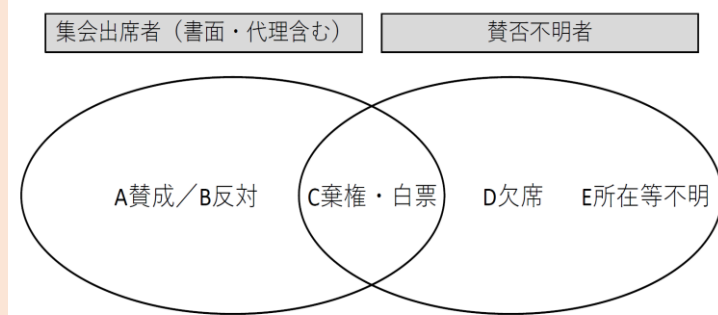 集会出席者（書面・代理含む）
賛否不明者
A賛成／B反対
C棄権・白票
D欠席
E所在等不明